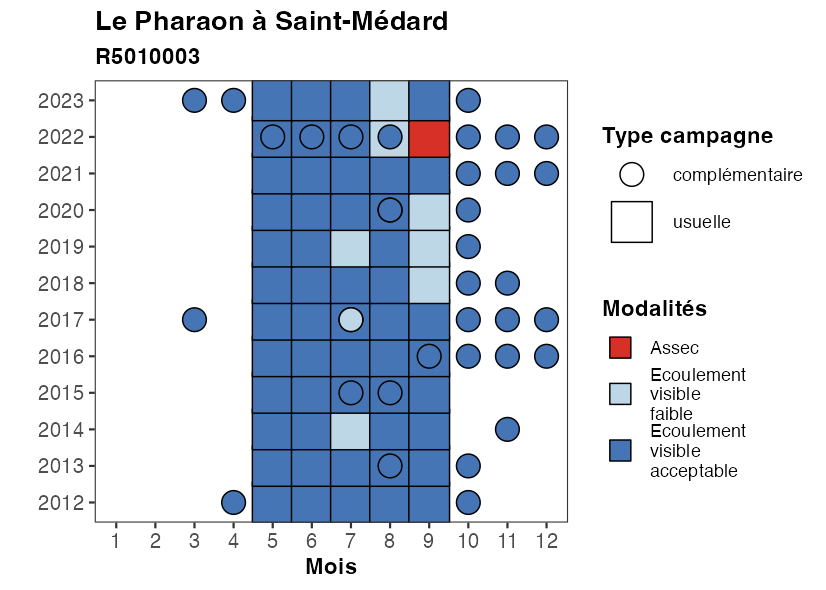 Le Pharaon à Saint-Médard
R5010003
2023
2022
2021
2020
2019
2018
2017
2016
2015
2014
2013
2012
1 2 3 4 5 6 7 8 9 10 11 12
Mois
Type campagne
complémentaire
usuelle
Modalités
Assec
Ecoulement
visible
faible
Ecoulement
visible
acceptable